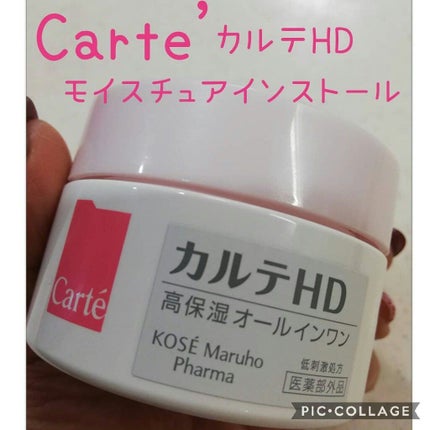 Carte’カルテHD
モイスチュアインストール
Carté
カルテHD
高保湿 オールインワン
KOSÉ Maruho
Pharma
低刺激処方
医薬部外品
PIC•COLLAGE